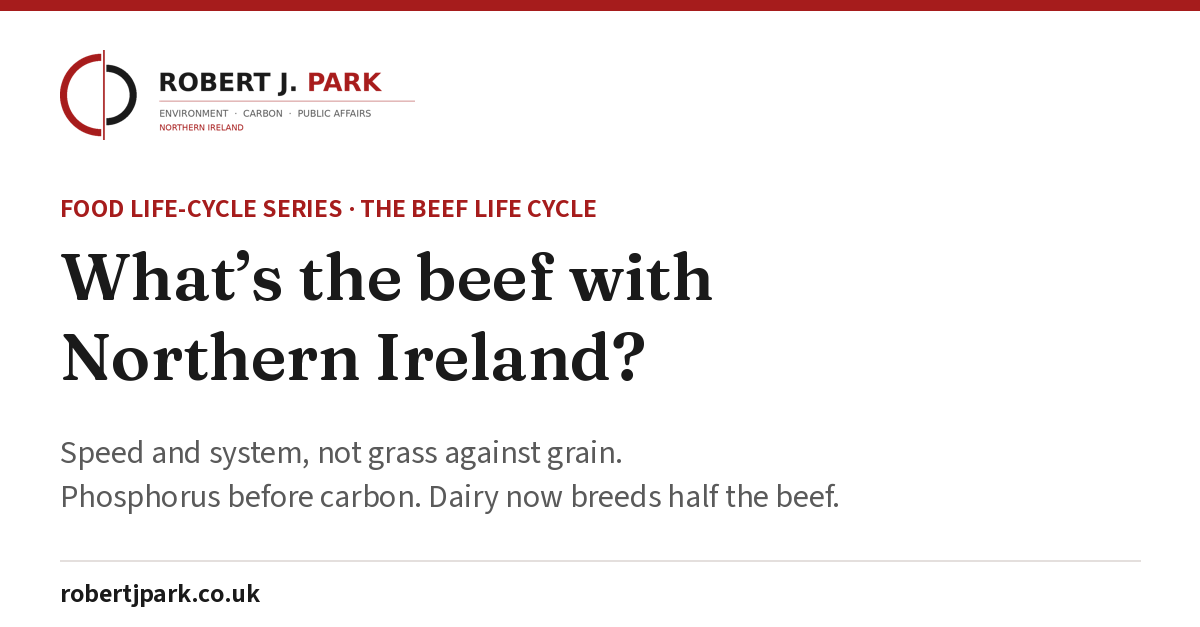 ROBERT J. PARK
ENVIRONMENT · CARBON · PUBLIC AFFAIRS
NORTHERN IRELAND
FOOD LIFE-CYCLE SERIES · THE BEEF LIFE CYCLE
What’s the beef with
Northern Ireland?
Speed and system, not grass against grain.
Phosphorus before carbon. Dairy now breeds half the beef.
robertjpark.co.uk